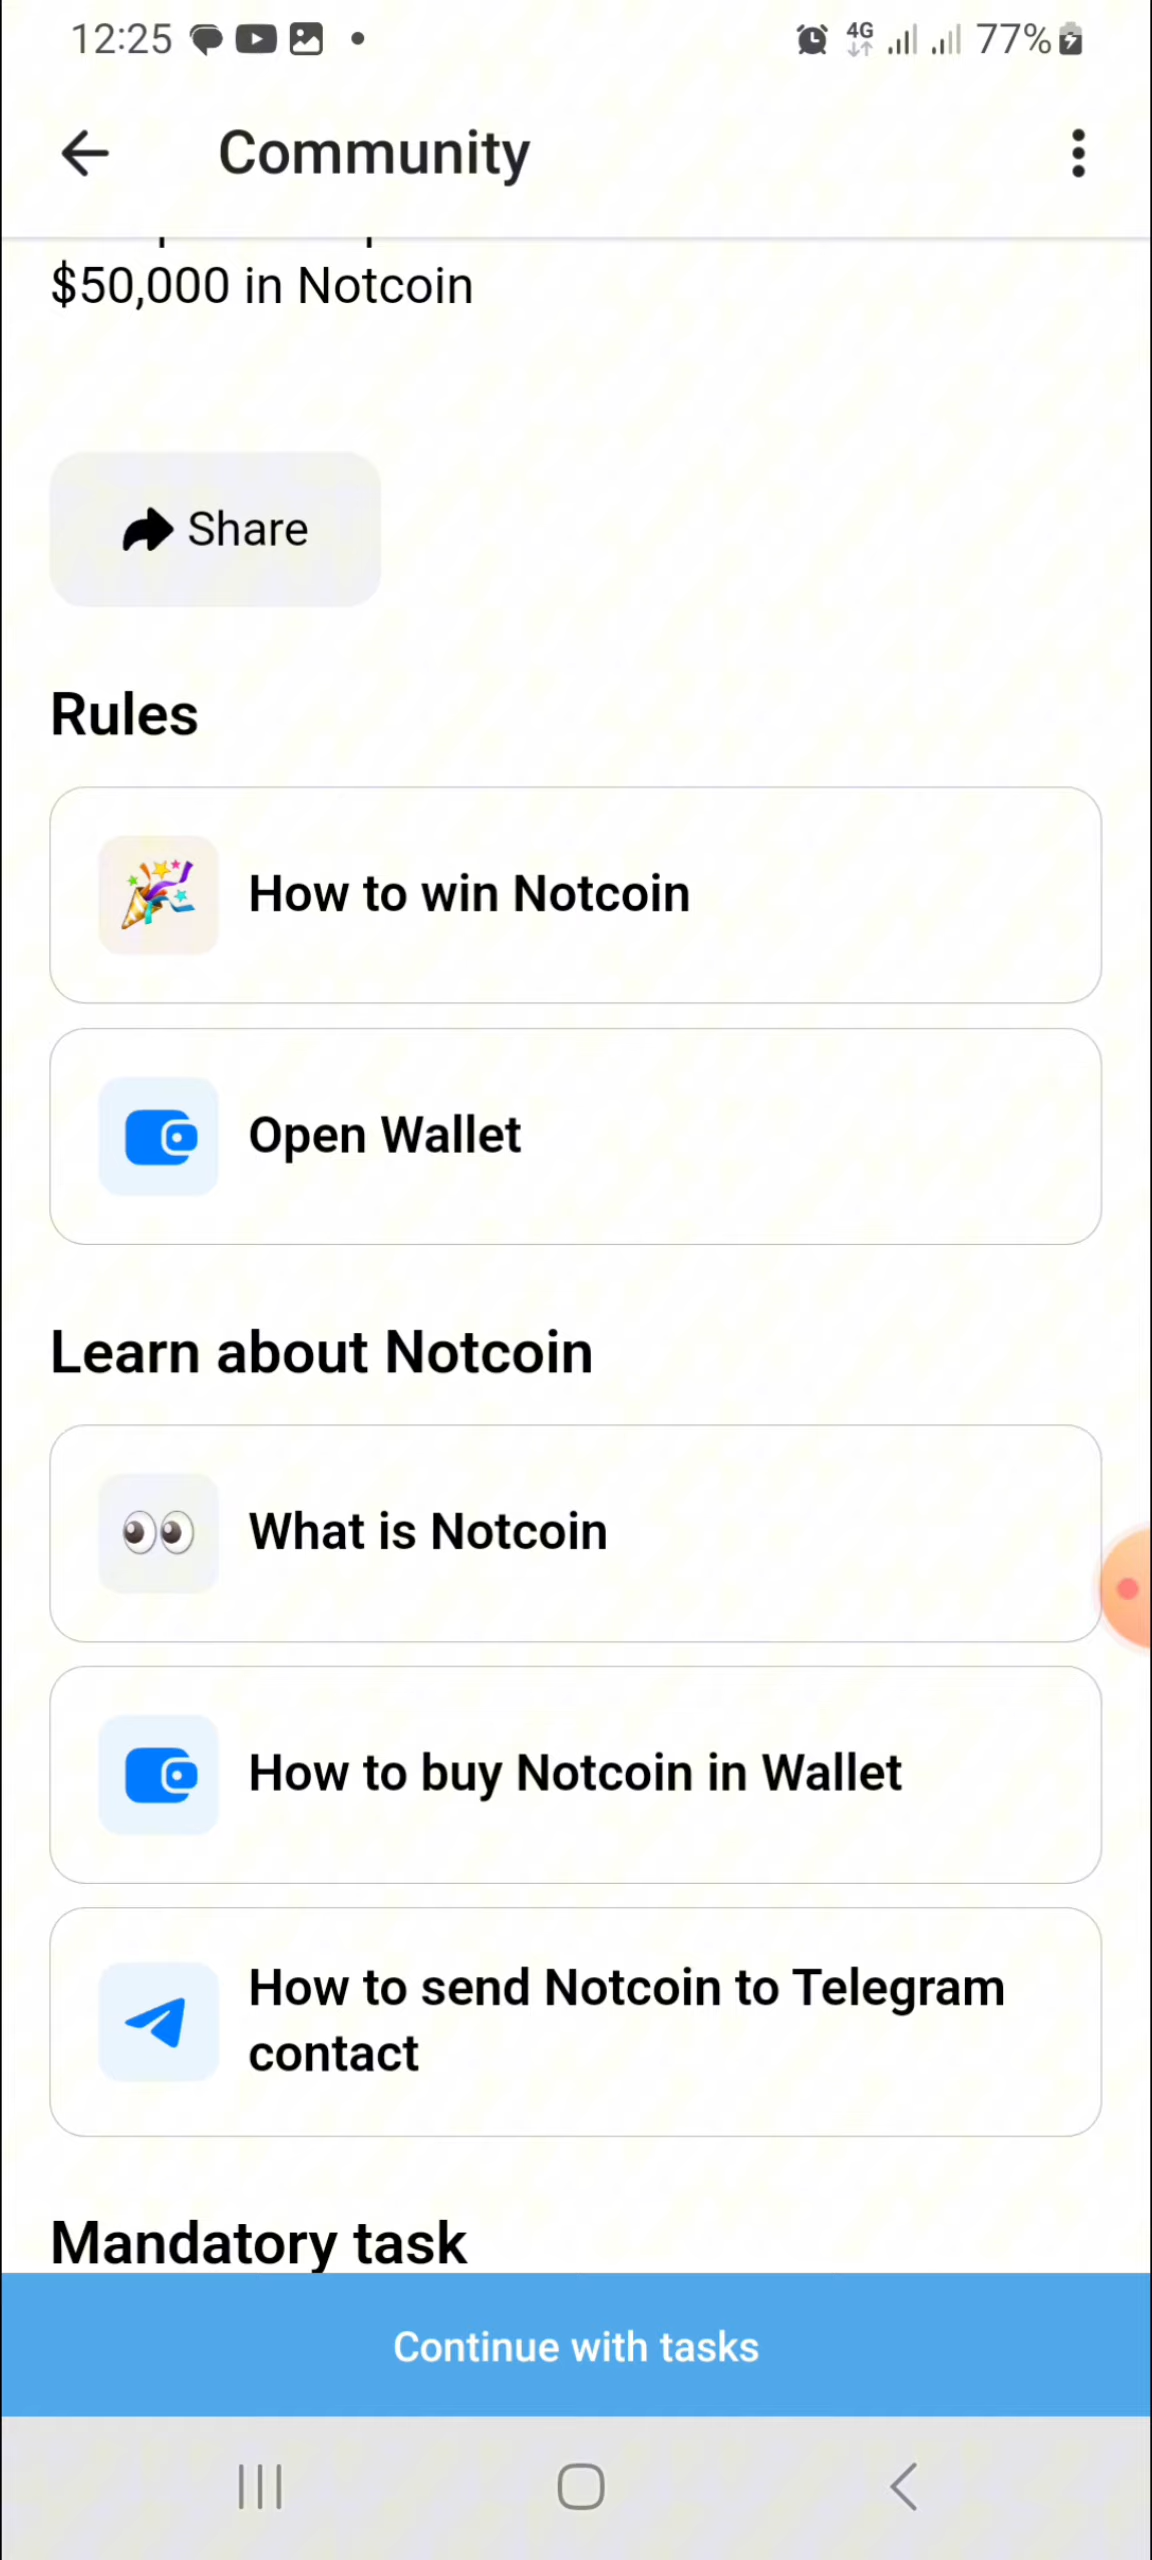 12:25
4G
77%
Community
$50,000 in Notcoin
Share
Rules
How to win Notcoin
Open Wallet
Learn about Notcoin
What is Notcoin
How to buy Notcoin in Wallet
How to send Notcoin to Telegram
contact
Mandatory task
Continue with tasks